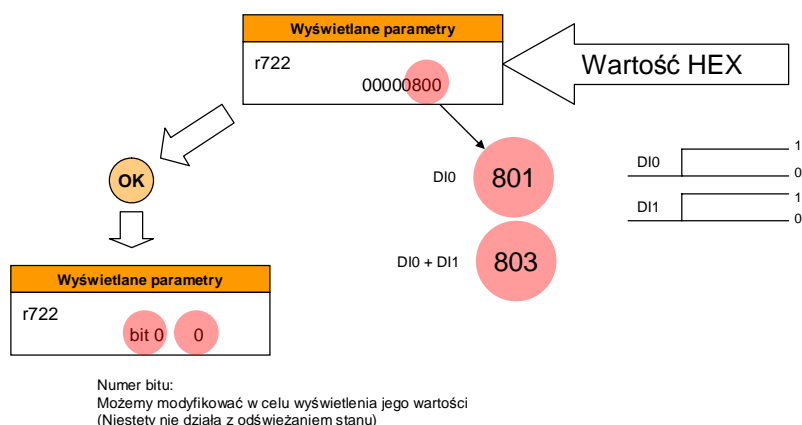 Wyświetlane parametry
r722
00000800
Wartość HEX
OK
DI0
801
DI0 + DI1
803
DI0
1
0
DI1
1
0
Wyświetlane parametry
r722
bit 0 0
Numer bitu:
Możemy modyfikować w celu wyświetlenia jego wartości
(Niestety nie działa z odświeżaniem stanu)